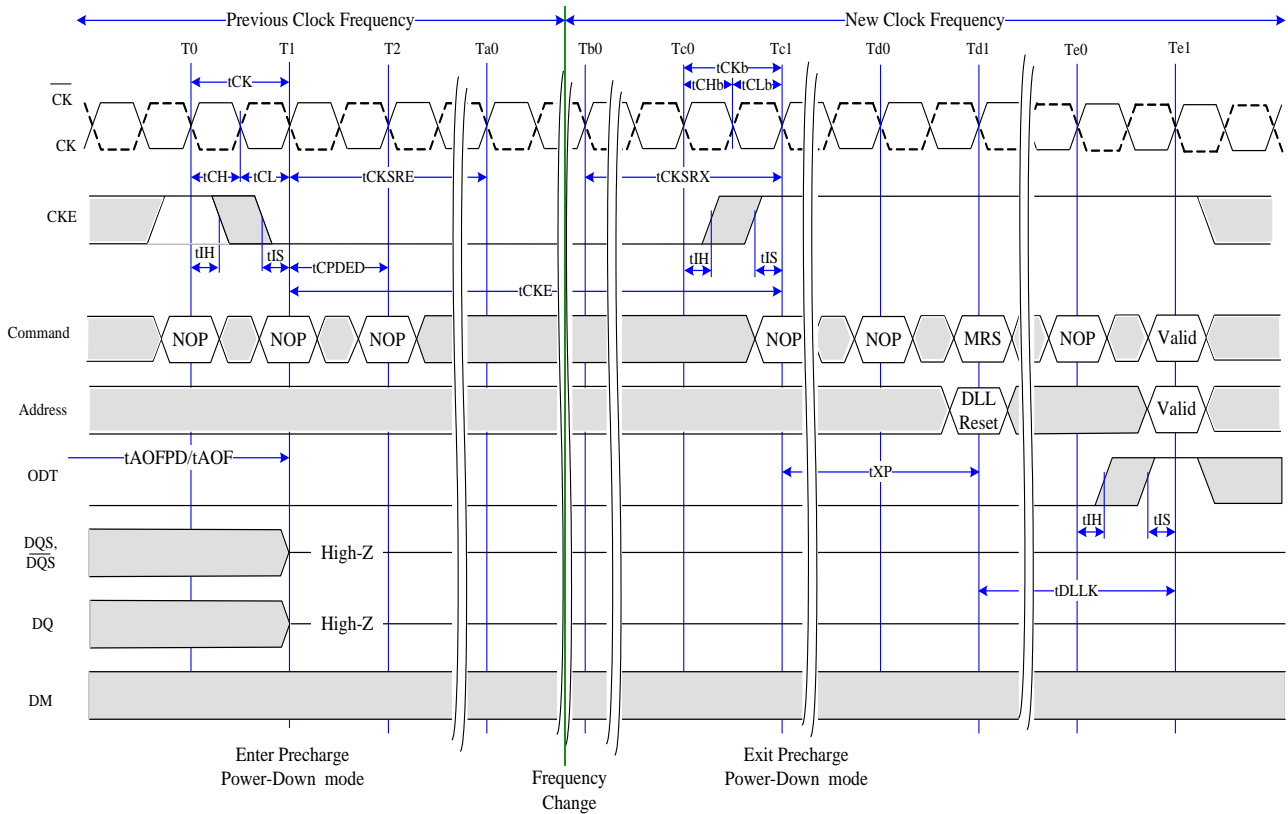 Previous Clock Frequency New Clock Frequency
T0 T1 T2 Ta0 Tb0 Tc0 Tc1 Td0 Td1 Te0 Te1
tCK tCKb
tCHb tCLb
CK
CK
tCH tCL tCKSRE tCKSRX
CKE
tIH tIS tCPDED tIH tIS
tCKE
Command NOP NOP NOP NOP NOP MRS NOP Valid
Address DLL Reset Valid
tAOFPD/tAOF
ODT tXP
tIH tIS
DQS,
DQS
High-Z
tDLLK
DQ High-Z
DM
Enter Precharge
Power-Down mode
Frequency
Change
Exit Precharge
Power-Down mode